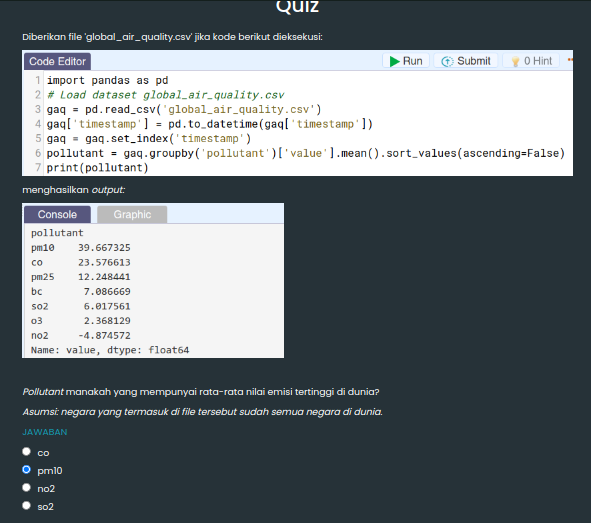 Quiz
Diberikan file 'global_air_quality.csv' jika kode berikut dieksekusi:
Code Editor
Run
Submit
0 Hint
1 import pandas as pd
2 # Load dataset global_air_quality.csv
3 gaq = pd.read_csv('global_air_quality.csv')
4 gaq['timestamp'] = pd.to_datetime(gaq['timestamp'])
5 gaq = gaq.set_index('timestamp')
6 pollutant = gaq.groupby('pollutant')['value'].mean().sort_values(ascending=False)
7 print(pollutant)
menghasilkan output:
Console
Graphic
pollutant
pm10 39.667325
co 23.576613
pm25 12.248441
bc 7.086669
so2 6.017561
o3 2.368129
no2 -4.874572
Name: value, dtype: float64
Pollutant manakah yang mempunyai rata-rata nilai emisi tertinggi di dunia?
Asumsi: negara yang termasuk di file tersebut sudah semua negara di dunia.
JAWABAN
co
pm10
no2
so2